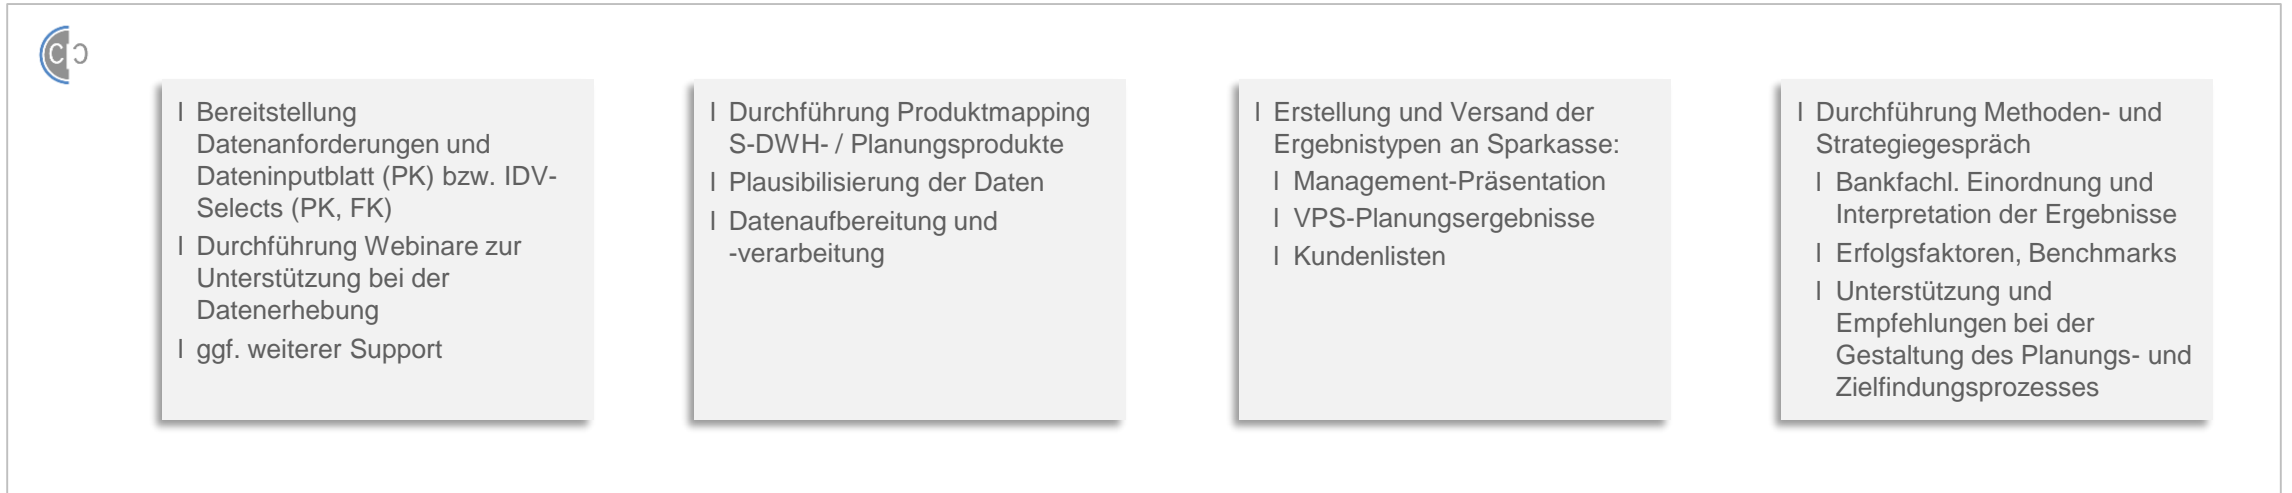 CC
l Bereitstellung
Datenanforderungen und
Dateninputblatt (PK) bzw. IDV-
Selects (PK, FK)
l Durchführung Webinare zur
Unterstützung bei der
Datenerhebung
l ggf. weiterer Support
l Durchführung Produktmapping
S-DWH- / Planungsprodukte
l Plausibilisierung der Daten
l Datenaufbereitung und
-verarbeitung
l Erstellung und Versand der
Ergebnistypen an Sparkasse:
l Management-Präsentation
l VPS-Planungsergebnisse
l Kundenlisten
l Durchführung Methoden- und
Strategiegespräch
l Bankfachl. Einordnung und
Interpretation der Ergebnisse
l Erfolgsfaktoren, Benchmarks
l Unterstützung und
Empfehlungen bei der
Gestaltung des Planungs- und
Zielfindungsprozesses